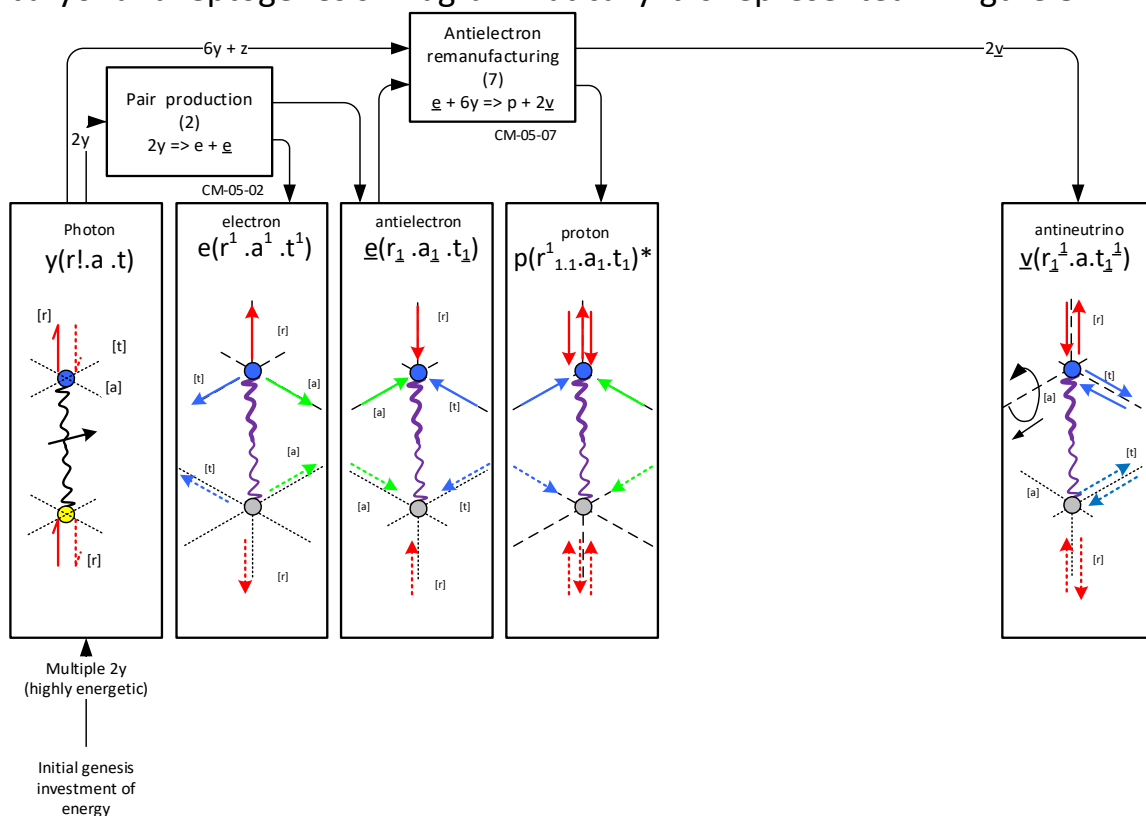 6y + z
Antielectron
remanufacturing
(7)
e + 6y => p + 2v
CM-05-07
2v
Pair production
(2)
2y => e + e
CM-05-02
2y
Photon
y(r!.a .t)
electron
e(r¹ .a¹ .t¹)
antielectron
e(r₁ .a₁ .t₁)
proton
p(r¹₁.₁.a₁.t₁)*
antineutrino
v(r₁¹.a.t₁¹)
[r]
[t]
[a]
[r]
[r]
[t]
[a]
[t]
[a]
[r]
[r]
[a]
[t]
[a]
[t]
[r]
[r]
[t]
[a]
[t]
[a]
[r]
Multiple 2y
(highly energetic)
Initial genesis
investment of
energy